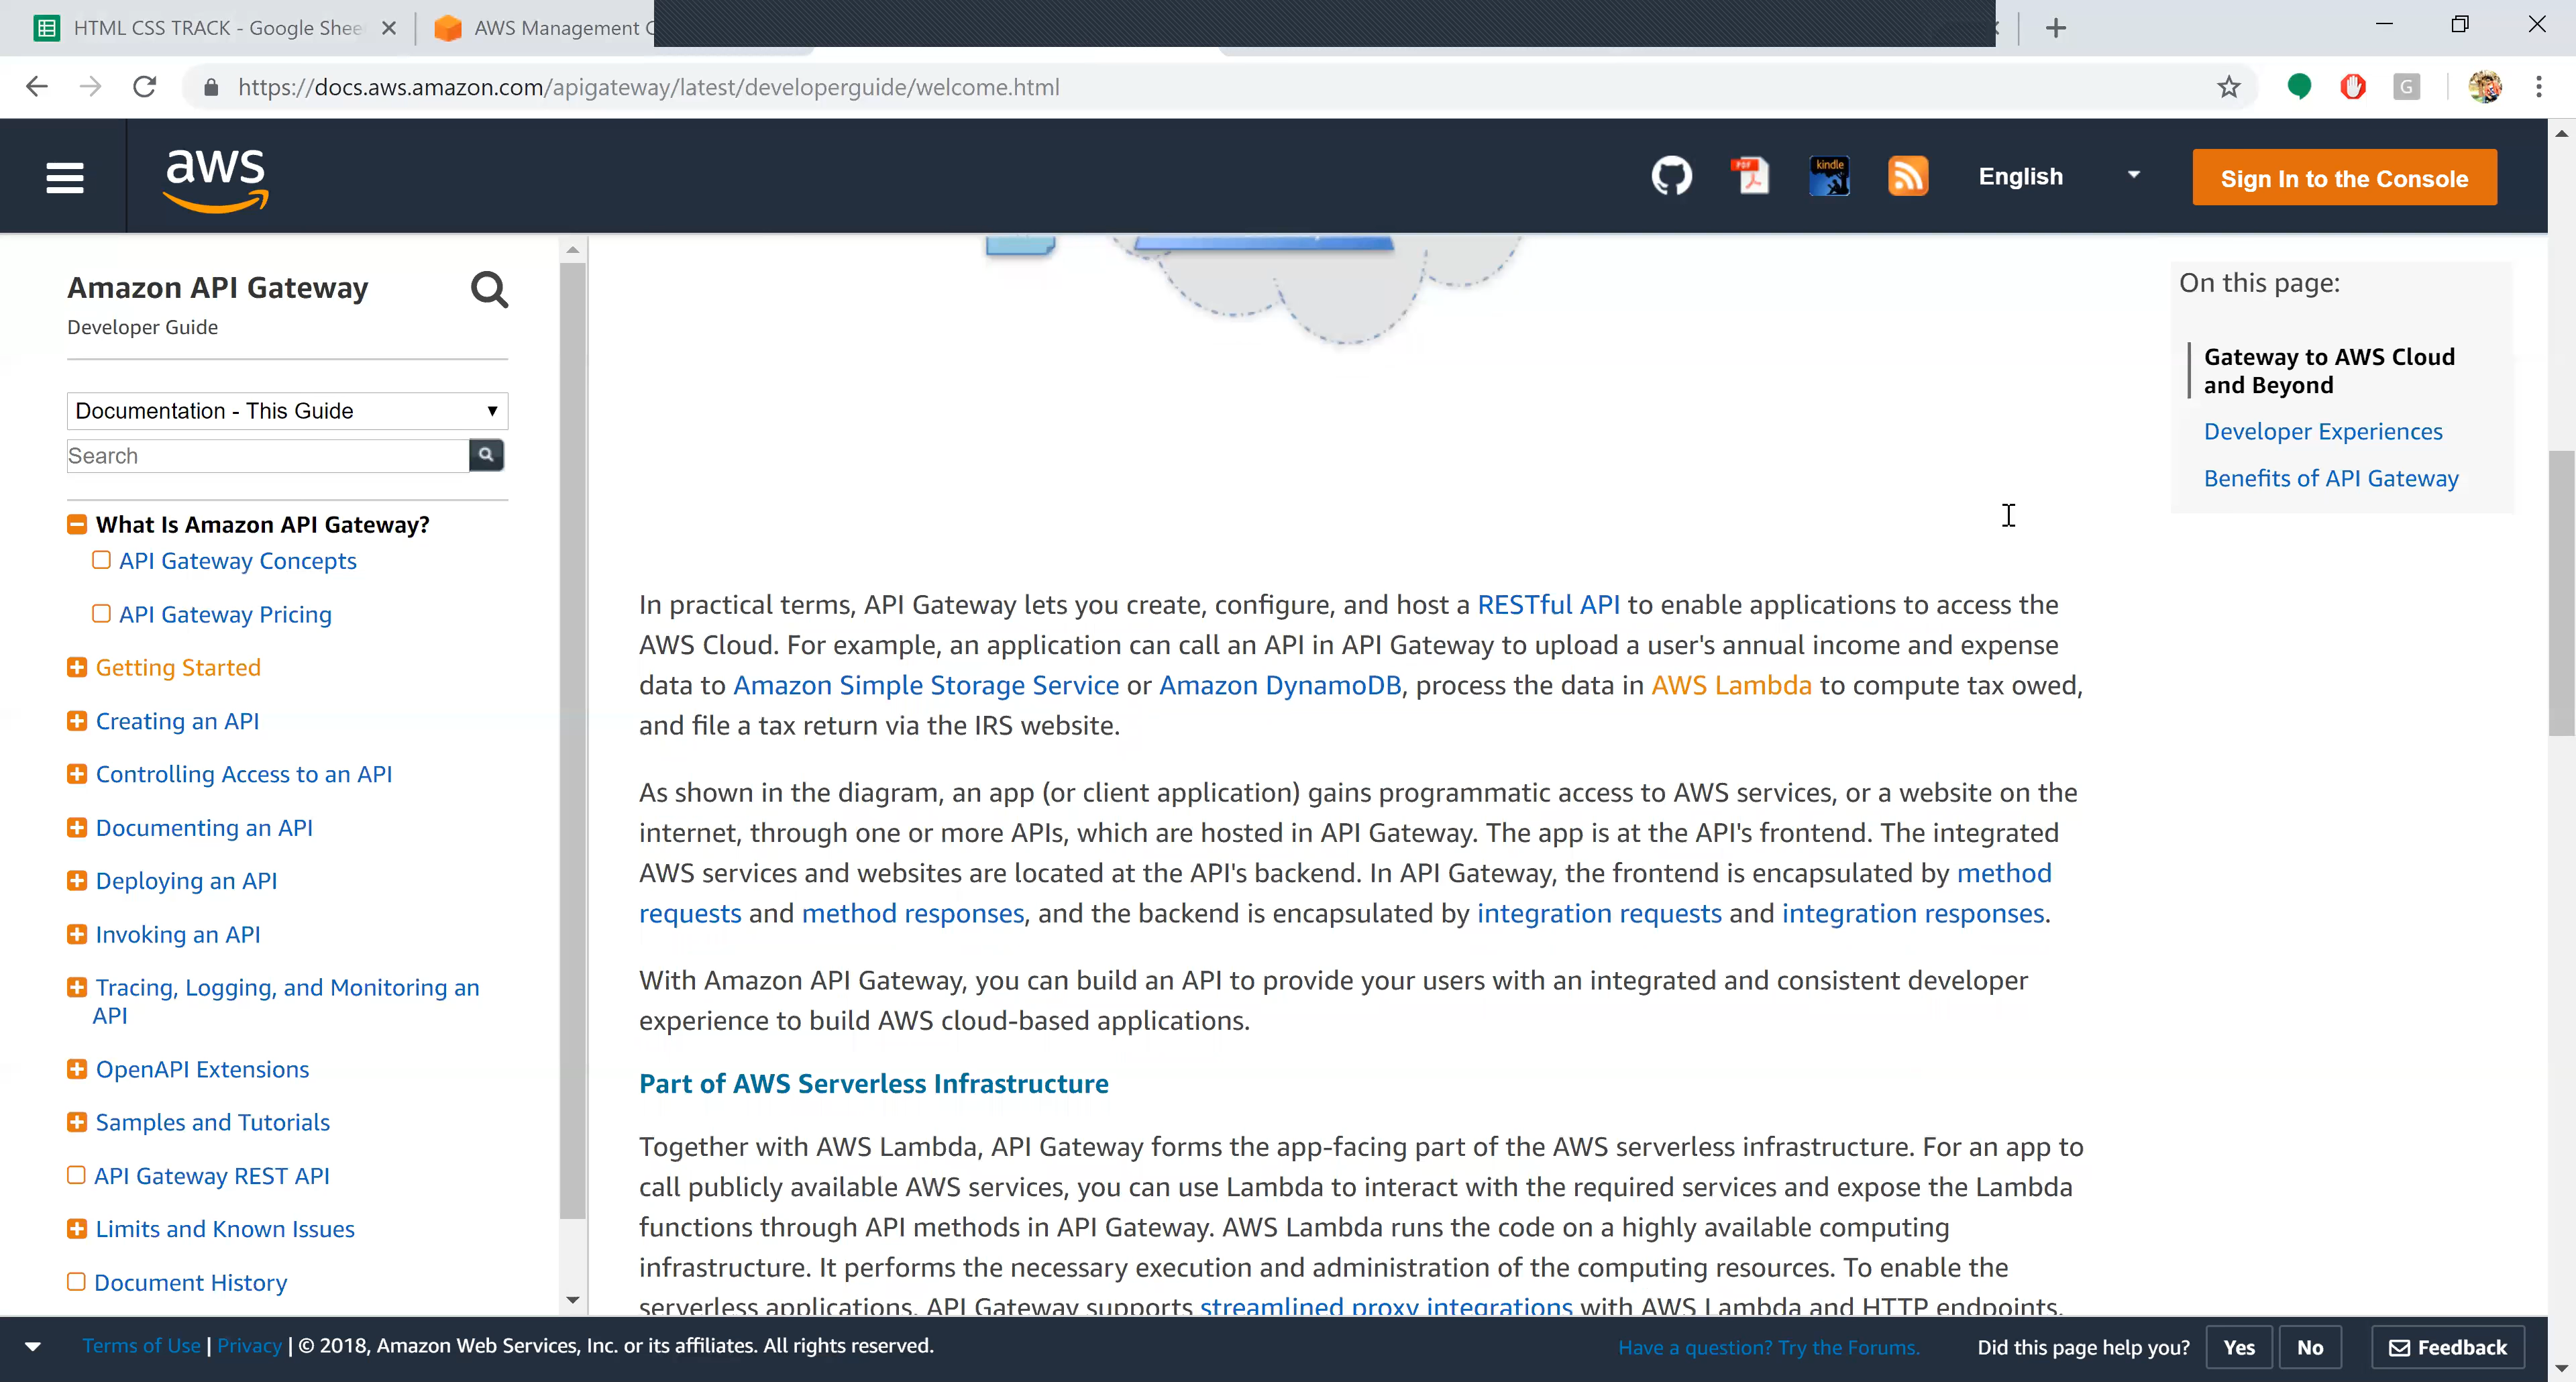 HTML CSS TRACK - Google Shee
AWS Management C
https://docs.aws.amazon.com/apigateway/latest/developerguide/welcome.html
G
aws
PDF
kindle
English
Sign In to the Console
Amazon API Gateway
Developer Guide
Documentation - This Guide
Search
What Is Amazon API Gateway?
API Gateway Concepts
API Gateway Pricing
Getting Started
Creating an API
Controlling Access to an API
Documenting an API
Deploying an API
Invoking an API
Tracing, Logging, and Monitoring an
API
OpenAPI Extensions
Samples and Tutorials
API Gateway REST API
Limits and Known Issues
Document History
In practical terms, API Gateway lets you create, configure, and host a RESTful API to enable applications to access the
AWS Cloud. For example, an application can call an API in API Gateway to upload a user's annual income and expense
data to Amazon Simple Storage Service or Amazon DynamoDB, process the data in AWS Lambda to compute tax owed,
and file a tax return via the IRS website.
As shown in the diagram, an app (or client application) gains programmatic access to AWS services, or a website on the
internet, through one or more APIs, which are hosted in API Gateway. The app is at the API's frontend. The integrated
AWS services and websites are located at the API's backend. In API Gateway, the frontend is encapsulated by method
requests and method responses, and the backend is encapsulated by integration requests and integration responses.
With Amazon API Gateway, you can build an API to provide your users with an integrated and consistent developer
experience to build AWS cloud-based applications.
Part of AWS Serverless Infrastructure
Together with AWS Lambda, API Gateway forms the app-facing part of the AWS serverless infrastructure. For an app to
call publicly available AWS services, you can use Lambda to interact with the required services and expose the Lambda
functions through API methods in API Gateway. AWS Lambda runs the code on a highly available computing
infrastructure. It performs the necessary execution and administration of the computing resources. To enable the
serverless applications, API Gateway supports streamlined proxy integrations with AWS Lambda and HTTP endpoints.
On this page:
Gateway to AWS Cloud
and Beyond
Developer Experiences
Benefits of API Gateway
Terms of Use | Privacy | © 2018, Amazon Web Services, Inc. or its affiliates. All rights reserved.
Have a question? Try the Forums.
Did this page help you?
Yes
No
Feedback